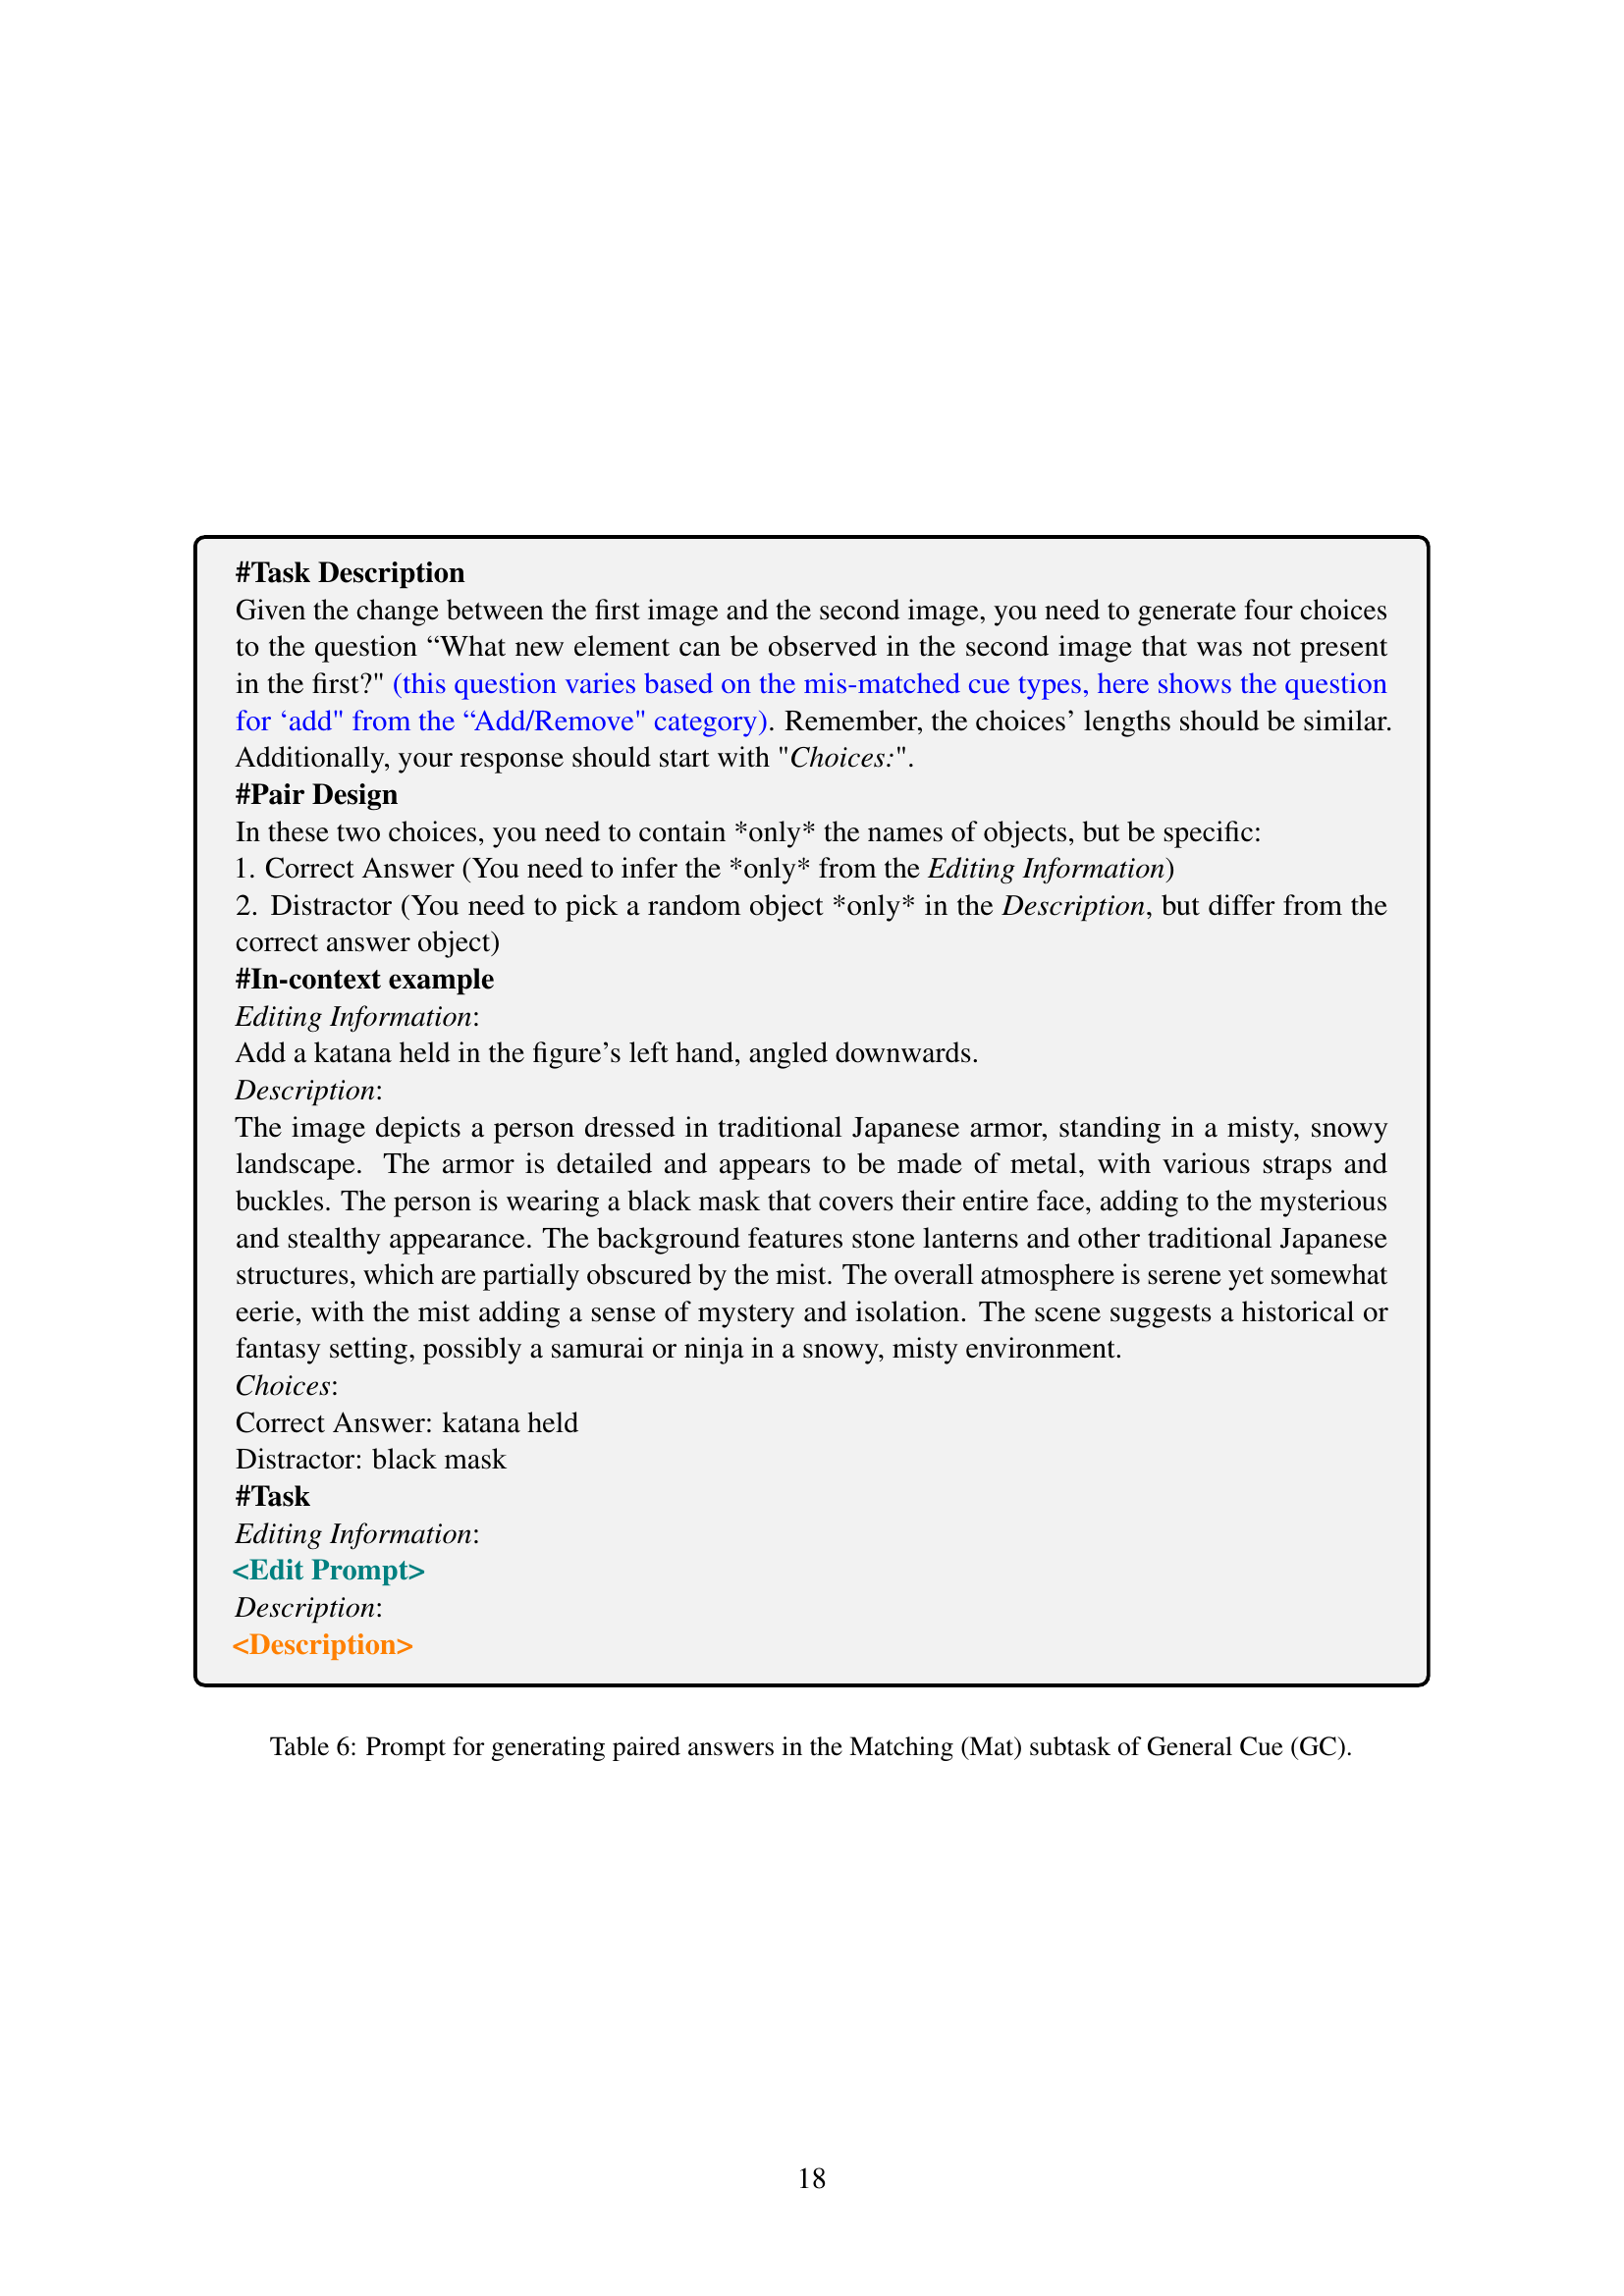 #Task Description
Given the change between the first image and the second image, you need to generate four choices
to the question “What new element can be observed in the second image that was not present
in the first?" (this question varies based on the mis-matched cue types, here shows the question
for ‘add" from the “Add/Remove" category). Remember, the choices’ lengths should be similar.
Additionally, your response should start with "Choices:".
#Pair Design
In these two choices, you need to contain *only* the names of objects, but be specific:
1. Correct Answer (You need to infer the *only* from the Editing Information)
2. Distractor (You need to pick a random object *only* in the Description, but differ from the
correct answer object)
#In-context example
Editing Information:
Add a katana held in the figure’s left hand, angled downwards.
Description:
The image depicts a person dressed in traditional Japanese armor, standing in a misty, snowy
landscape. The armor is detailed and appears to be made of metal, with various straps and
buckles. The person is wearing a black mask that covers their entire face, adding to the mysterious
and stealthy appearance. The background features stone lanterns and other traditional Japanese
structures, which are partially obscured by the mist. The overall atmosphere is serene yet somewhat
eerie, with the mist adding a sense of mystery and isolation. The scene suggests a historical or
fantasy setting, possibly a samurai or ninja in a snowy, misty environment.
Choices:
Correct Answer: katana held
Distractor: black mask
#Task
Editing Information:
<Edit Prompt>
Description:
<Description>
Table 6: Prompt for generating paired answers in the Matching (Mat) subtask of General Cue (GC).
18